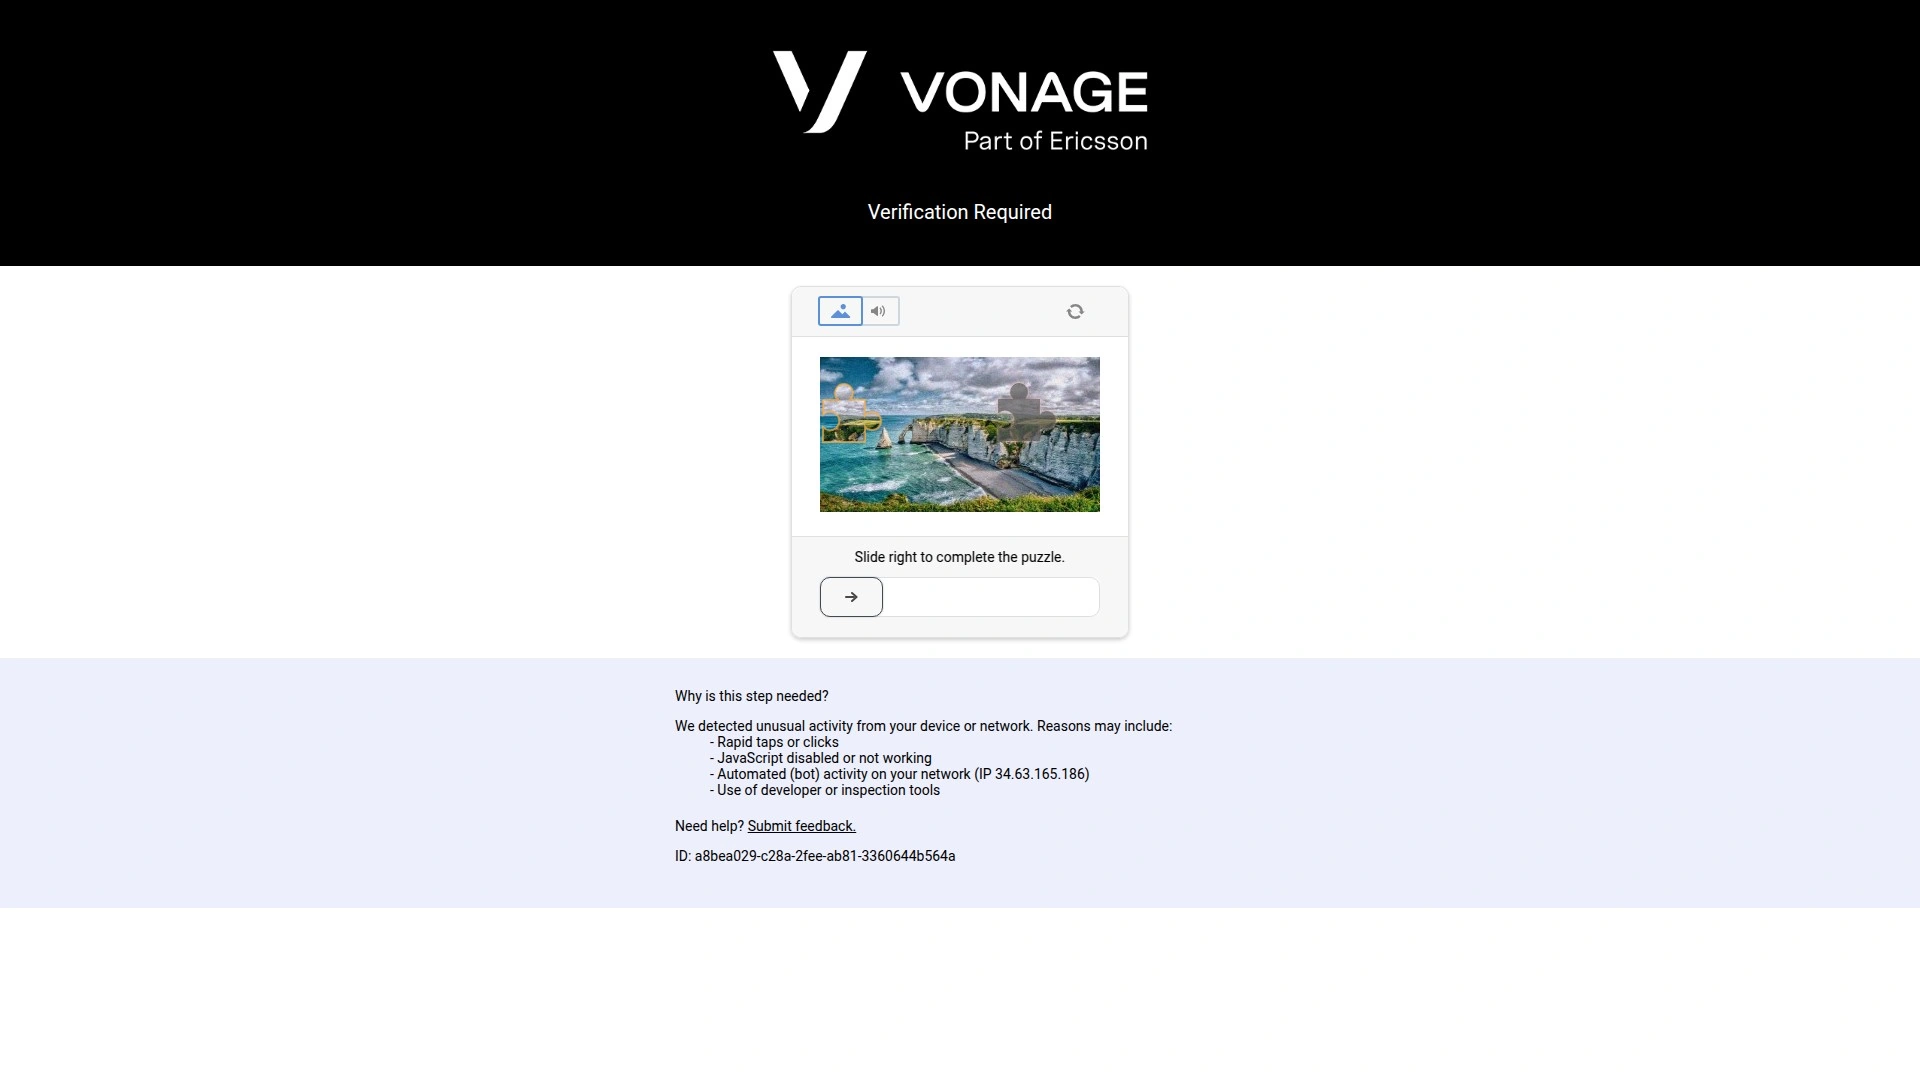 VONAGE
Part of Ericsson
Verification Required
Slide right to complete the puzzle.
Why is this step needed?
We detected unusual activity from your device or network. Reasons may include:
- Rapid taps or clicks
- JavaScript disabled or not working
- Automated (bot) activity on your network (IP 34.63.165.186)
- Use of developer or inspection tools
Need help? Submit feedback.
ID: a8bea029-c28a-2fee-ab81-3360644b564a